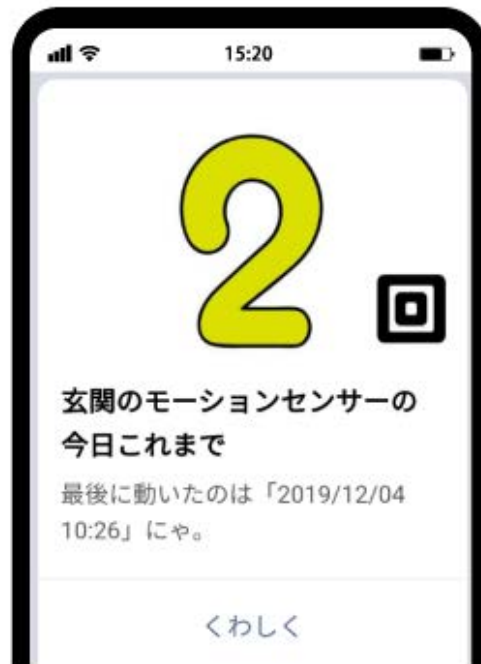 15:20
2
回
玄関のモーションセンサーの
今日これまで
最後に動いたのは「2019/12/04
10:26」にゃ。
くわしく